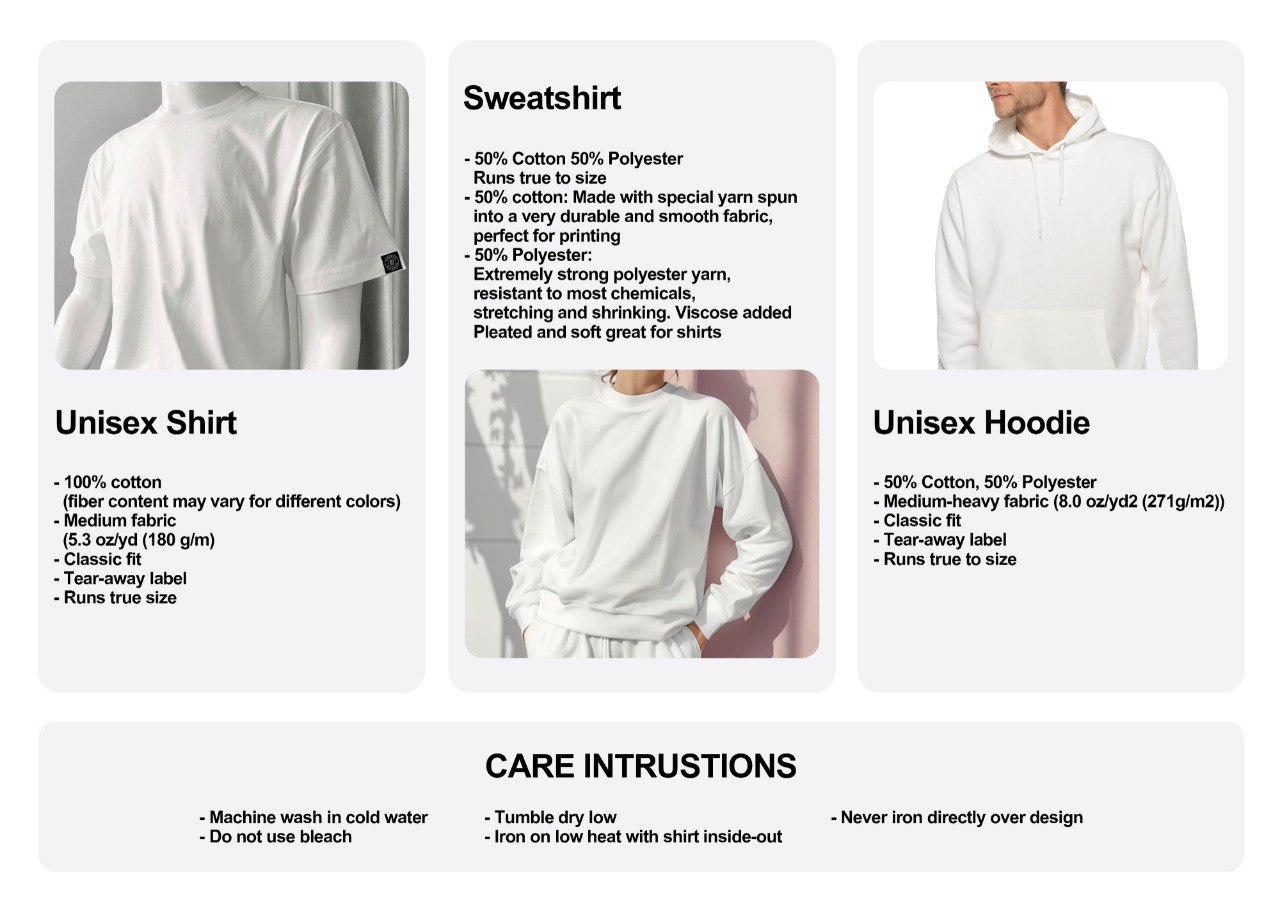 Unisex Shirt
- 100% cotton
(fiber content may vary for different colors)
- Medium fabric
(5.3 oz/yd (180 g/m)
- Classic fit
- Tear-away label
- Runs true size
Sweatshirt
- 50% Cotton 50% Polyester
Runs true to size
- 50% cotton: Made with special yarn spun
into a very durable and smooth fabric,
perfect for printing
- 50% Polyester:
Extremely strong polyester yarn,
resistant to most chemicals,
stretching and shrinking. Viscose added
Pleated and soft great for shirts
Unisex Hoodie
- 50% Cotton, 50% Polyester
- Medium-heavy fabric (8.0 oz/yd2 (271g/m2))
- Classic fit
- Tear-away label
- Runs true to size
CARE INTRUSTIONS
- Machine wash in cold water
- Do not use bleach
- Tumble dry low
- Iron on low heat with shirt inside-out
- Never iron directly over design